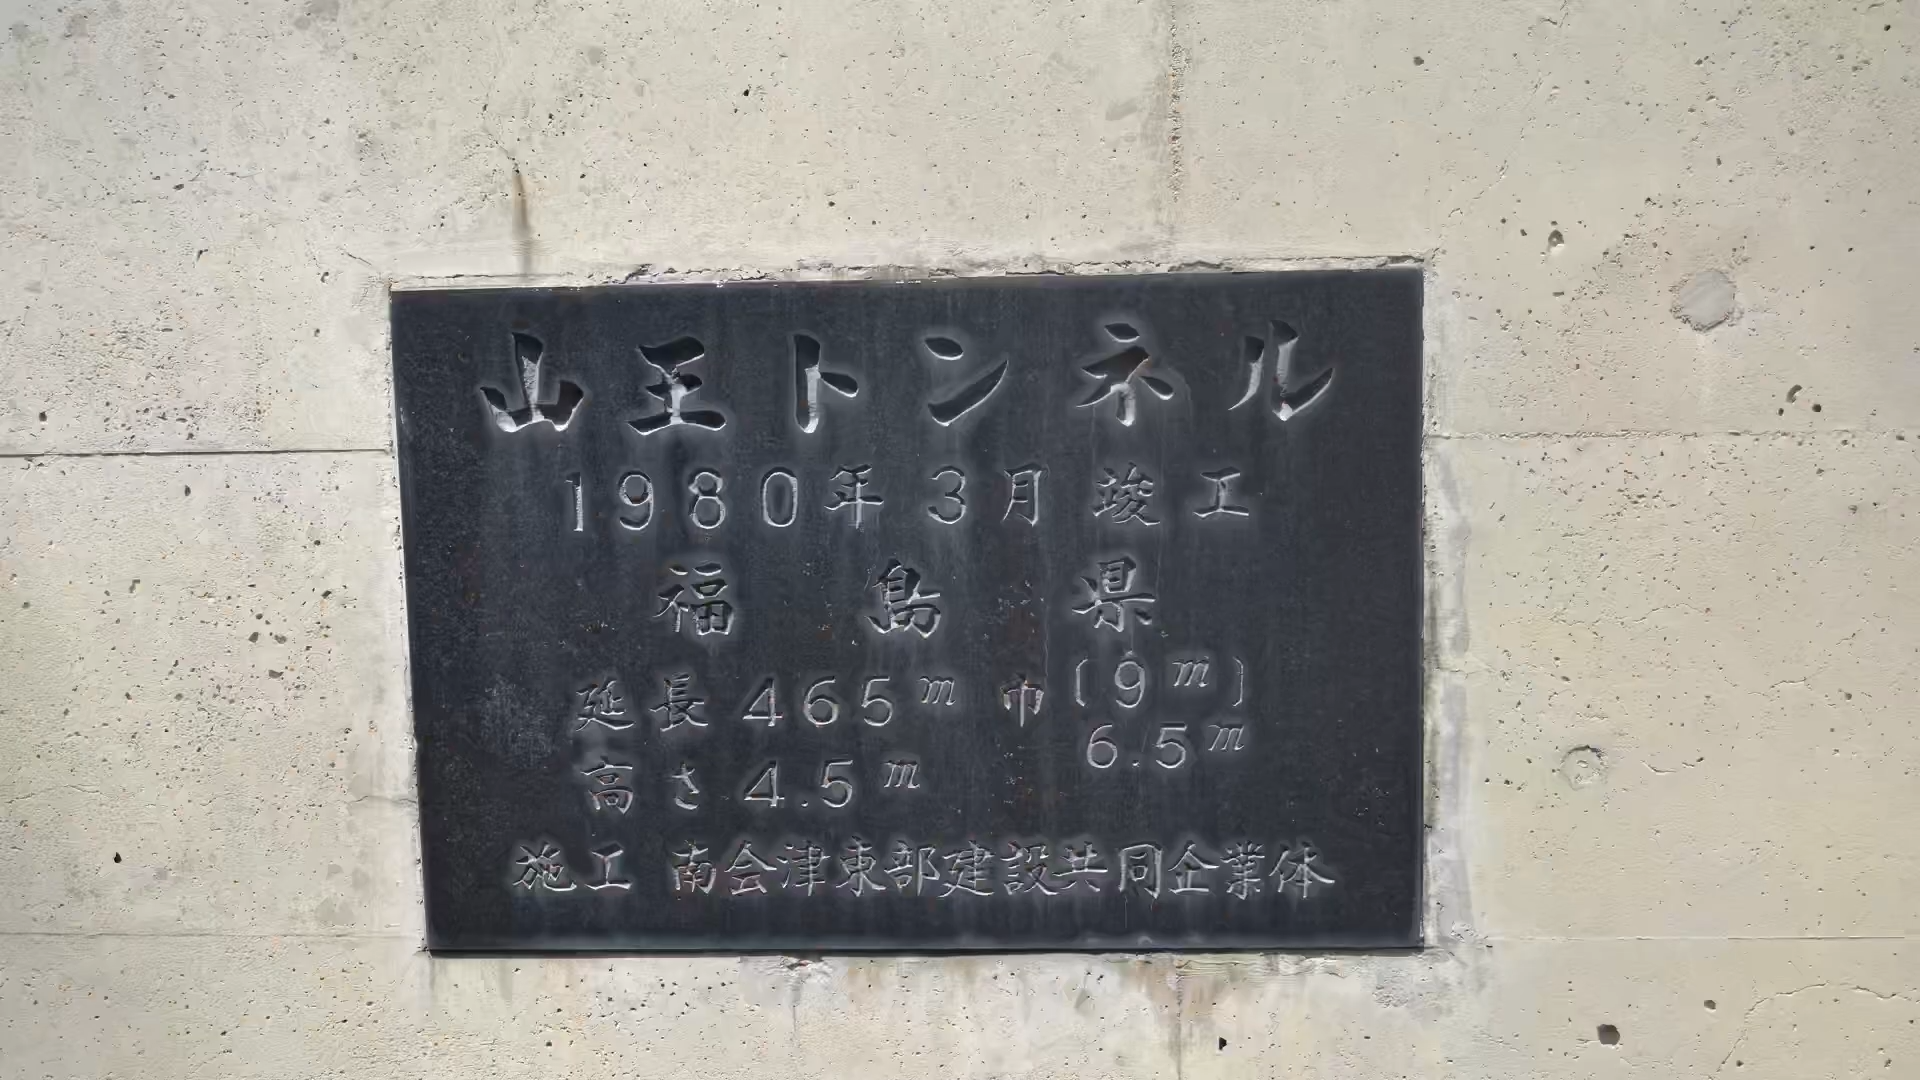 山王トンネル
1980年3月竣工
福島県
延長465m 巾(9m)
6.5m
高さ4.5m
施工 南会津東部建設共同企業体